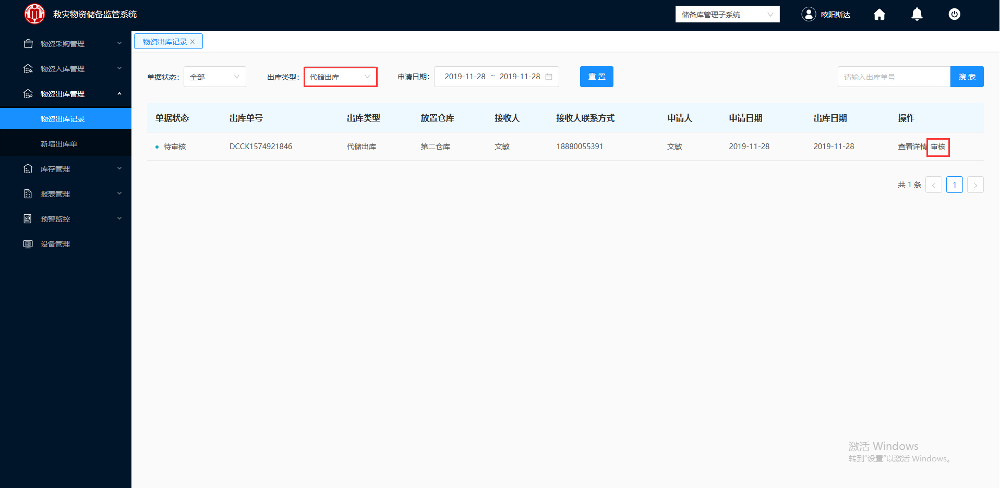 救灾物资储备监管系统
储备库管理子系统
欧阳斯达
物资采购管理
物资入库管理
物资出库管理
物资出库记录
新增出库单
库存管理
报表管理
预警监控
设备管理
物资出库记录
单据状态: 全部 出库类型: 代储出库 申请日期: 2019-11-28 ~ 2019-11-28 重 置 请输入出库单号 搜 索
单据状态 出库单号 出库类型 放置仓库 接收人 接收人联系方式 申请人 申请日期 出库日期 操作
待审核 DCCK1574921846 代储出库 第二仓库 文敏 18880055391 文敏 2019-11-28 2019-11-28 查看详情 审核
共 1 条 < 1 >
激活 Windows
转到"设置"以激活 Windows。